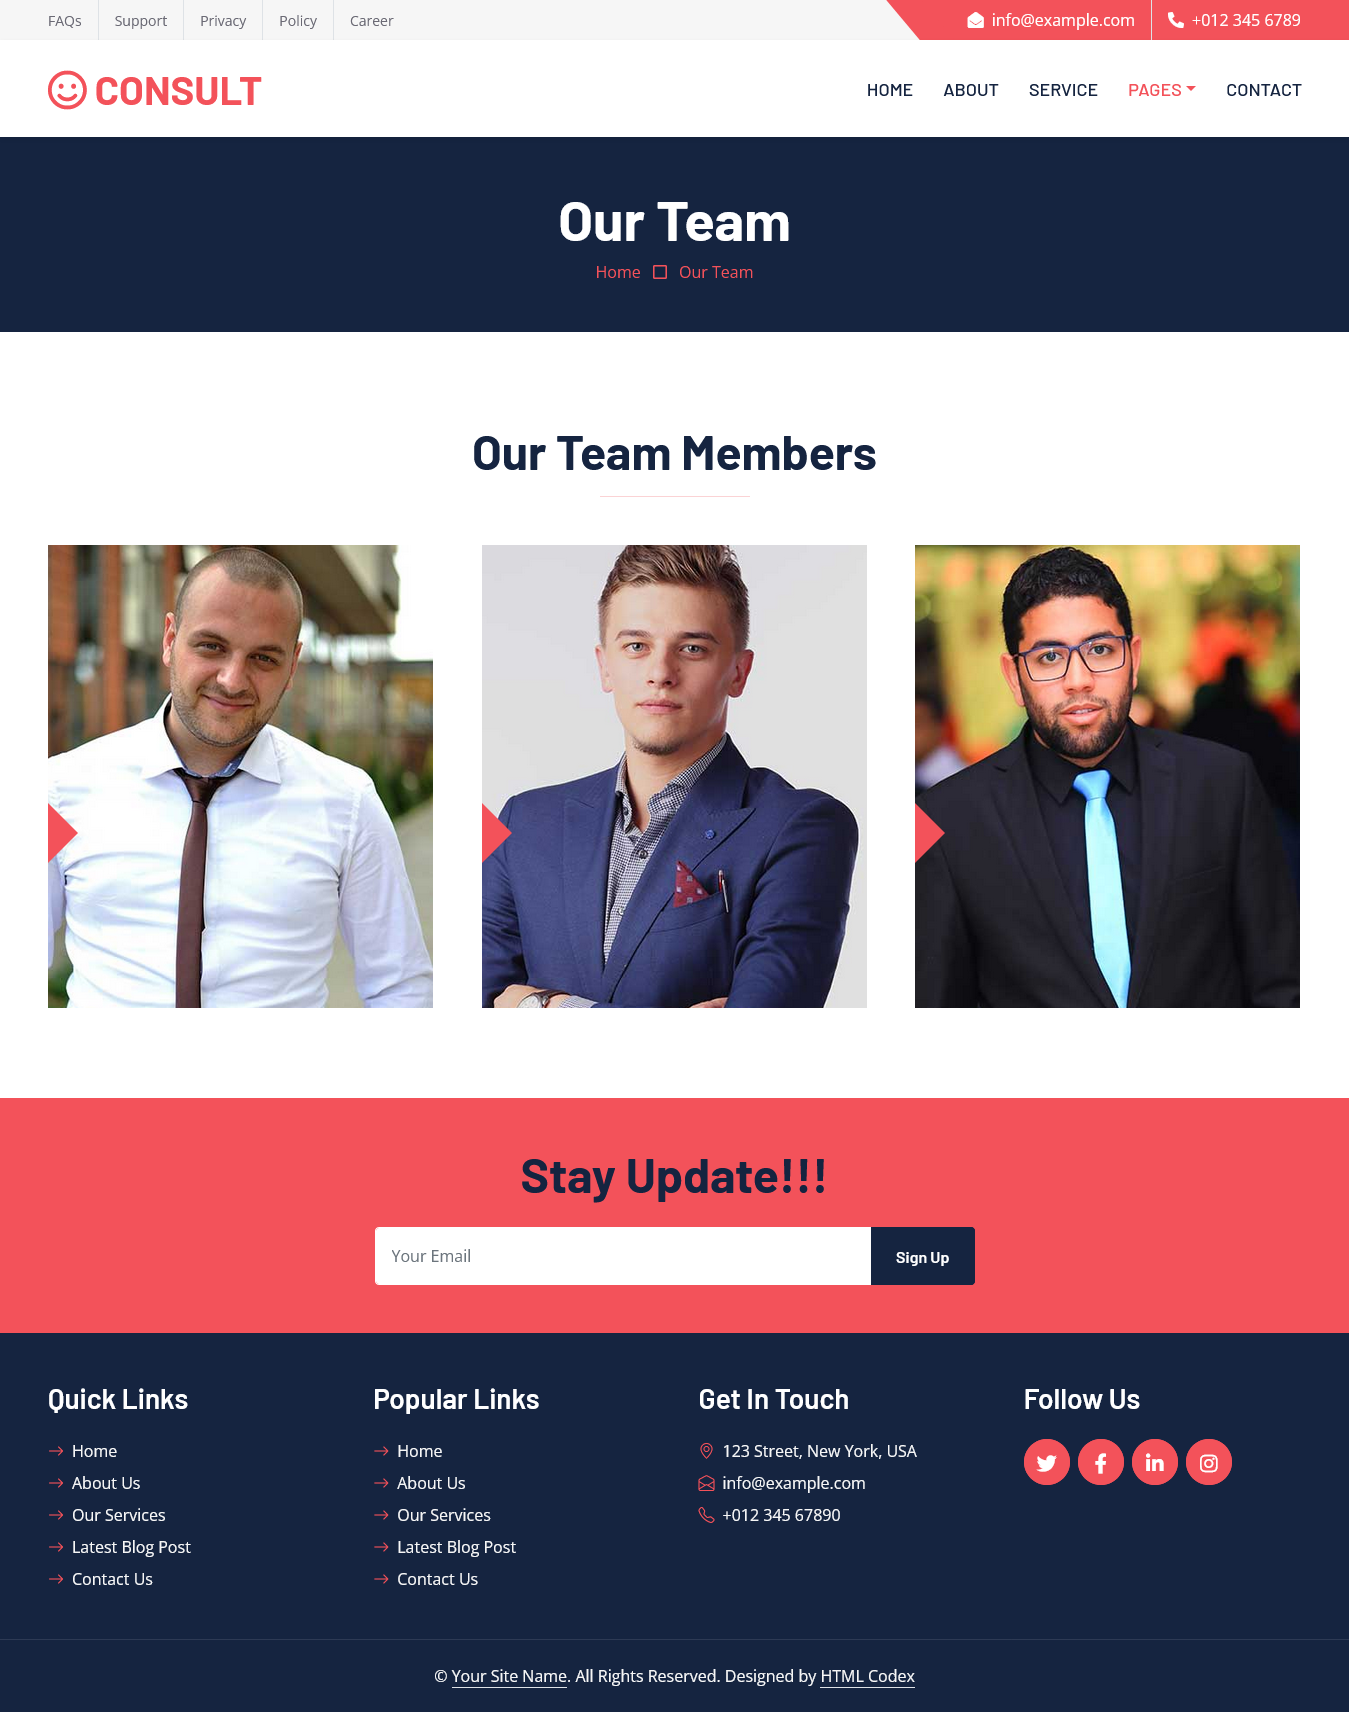 FAQs Support Privacy Policy Career info@example.com +012 345 6789
CONSULT HOME ABOUT SERVICE PAGES CONTACT
Our Team
Home Our Team
Our Team Members
Stay Update!!!
Your Email Sign Up
Quick Links
Home
About Us
Our Services
Latest Blog Post
Contact Us
Popular Links
Home
About Us
Our Services
Latest Blog Post
Contact Us
Get In Touch
123 Street, New York, USA
info@example.com
+012 345 67890
Follow Us
© Your Site Name. All Rights Reserved. Designed by HTML Codex